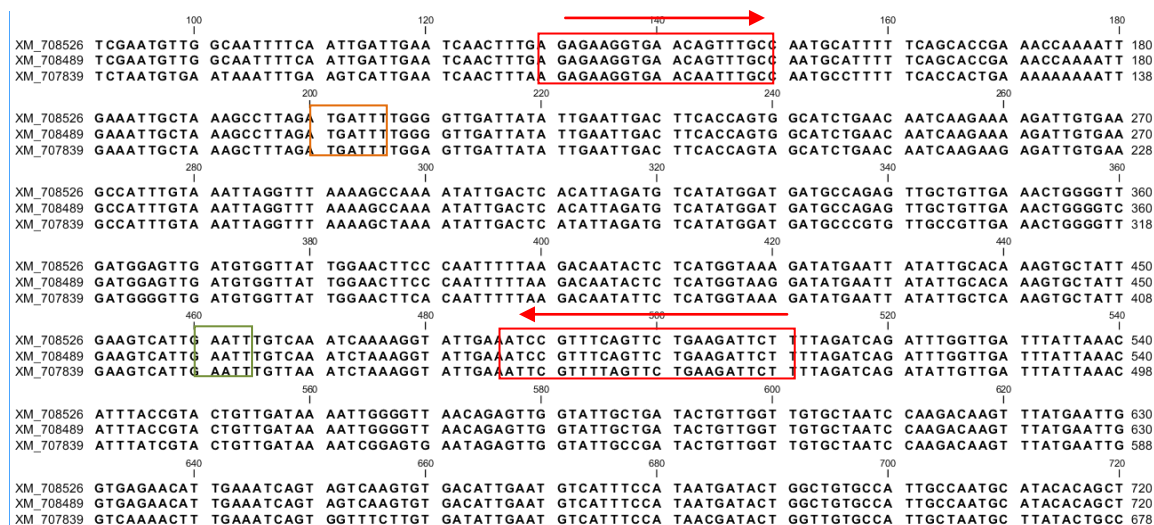 100 120 140 160 180
XM_708526 TCGAATGTTG GCAATTTTCA ATTGATTGAA TCAACTTTGA GAGAAGGTGA ACAGTTTGCC AATGCATTTT TCAGCACCGA AACCAAAATT 180
XM_708489 TCGAATGTTG GCAATTTTCA ATTGATTGAA TCAACTTTGA GAGAAGGTGA ACAGTTTGCC AATGCATTTT TCAGCACCGA AACCAAAATT 180
XM_707839 TCTAATGTGA ATAAATTTGA AGTCATTGAA TCAACTTTAA GAGAAGGTGA ACAATTTGCC AATGCCTTTT TCACCACTGA AAAAAAAATT 138
200 220 240 260
XM_708526 GAAATTGCTA AAGCCTTAGA TGATTTTGGG GTTGATTATA TTGAATTGAC TTCACCAGTG GCATCTGAAC AATCAAGAAA AGATTGTGAA 270
XM_708489 GAAATTGCTA AAGCCTTAGA TGATTTTGGG GTTGATTATA TTGAATTGAC TTCACCAGTG GCATCTGAAC AATCAAGAAA AGATTGTGAA 270
XM_707839 GAAATTGCTA AAGCTTTAGA TGATTTTGGA GTTGATTATA TTGAATTGAC TTCACCAGTA GCATCTGAAC AATCAAGAAG AGATTGTGAA 228
280 300 320 340 360
XM_708526 GCCATTTGTA AATTAGGTTT AAAAGCCAAA ATATTGACTC ACATTAGATG TCATATGGAT GATGCCAGAG TTGCTGTTGA AACTGGGGTT 360
XM_708489 GCCATTTGTA AATTAGGTTT AAAAGCCAAA ATATTGACTC ACATTAGATG TCATATGGAT GATGCCAGAG TTGCTGTTGA AACTGGGGTC 360
XM_707839 GCCATTTGTA AATTAGGTTT AAAAGCTAAA ATATTGACTC ATATTAGATG TCATATGGAT GATGCCCGTG TTGCCGTTGA AACTGGGGTT 318
380 400 420 440
XM_708526 GATGGAGTTG ATGTGGTTAT TGGAACTTCC CAATTTTTAA GACAATACTC TCATGGTAAA GATATGAATT ATATTGCACA AAGTGCTATT 450
XM_708489 GATGGAGTTG ATGTGGTTAT TGGAACTTCC CAATTTTTAA GACAATACTC TCATGGTAAG GATATGAATT ATATTGCACA AAGTGCTATT 450
XM_707839 GATGGGGTTG ATGTGGTTAT TGGAACTTCA CAATTTTTAA GACAATATTC TCATGGTAAA GATATGAATT ATATTGCTCA AAGTGCTATT 408
460 480 500 520 540
XM_708526 GAAGTCATTG AATTTGTCAA ATCAAAAGGT ATTGAAATCC GTTTCAGTTC TGAAGATTCT TTTAGATCAG ATTTGGTTGA TTTATTAAAC 540
XM_708489 GAAGTCATTG AATTTGTCAA ATCTAAAGGT ATTGAAATCC GTTTCAGTTC TGAAGATTCT TTTAGATCAG ATTTGGTTGA TTTATTAAAC 540
XM_707839 GAAGTCATTG AATTTGTTAA ATCTAAAGGT ATTGAAATTC GTTTTAGTTC TGAAGATTCT TTTAGATCAG ATATTGTTGA TTTATTAAAC 498
560 580 600 620
XM_708526 ATTTACCGTA CTGTTGATAA AATTGGGGTT AACAGAGTTG GTATTGCTGA TACTGTTGGT TGTGCTAATC CAAGACAAGT TTATGAATTG 630
XM_708489 ATTTACCGTA CTGTTGATAA AATTGGGGTT AACAGAGTTG GTATTGCTGA TACTGTTGGT TGTGCTAATC CAAGACAAGT TTATGAATTG 630
XM_707839 ATTTATCGTA CTGTTGATAA AATCGGAGTG AATAGAGTTG GTATTGCCGA TACTGTTGGT TGTGCTAATC CAAGACAAGT TTATGAATTG 588
640 660 680 700 720
XM_708526 GTGAGAACAT TGAAATCAGT AGTCAAGTGT GACATTGAAT GTCATTTCCA TAATGATACT GGCTGTGCCA TTGCCAATGC ATACACAGCT 720
XM_708489 GTGAGAACAT TGAAATCAGT AGTCAAGTGT GACATTGAAT GTCATTTCCA TAATGATACT GGCTGTGCCA TTGCCAATGC ATACACAGCT 720
XM_707839 GTCAAAACTT TGAAATCAGT GGTTTCTTGT GATATTGAAT GTCATTTCCA TAACGATACT GGTTGTGCCA TTGCTAATGC TTATACTGCC 678